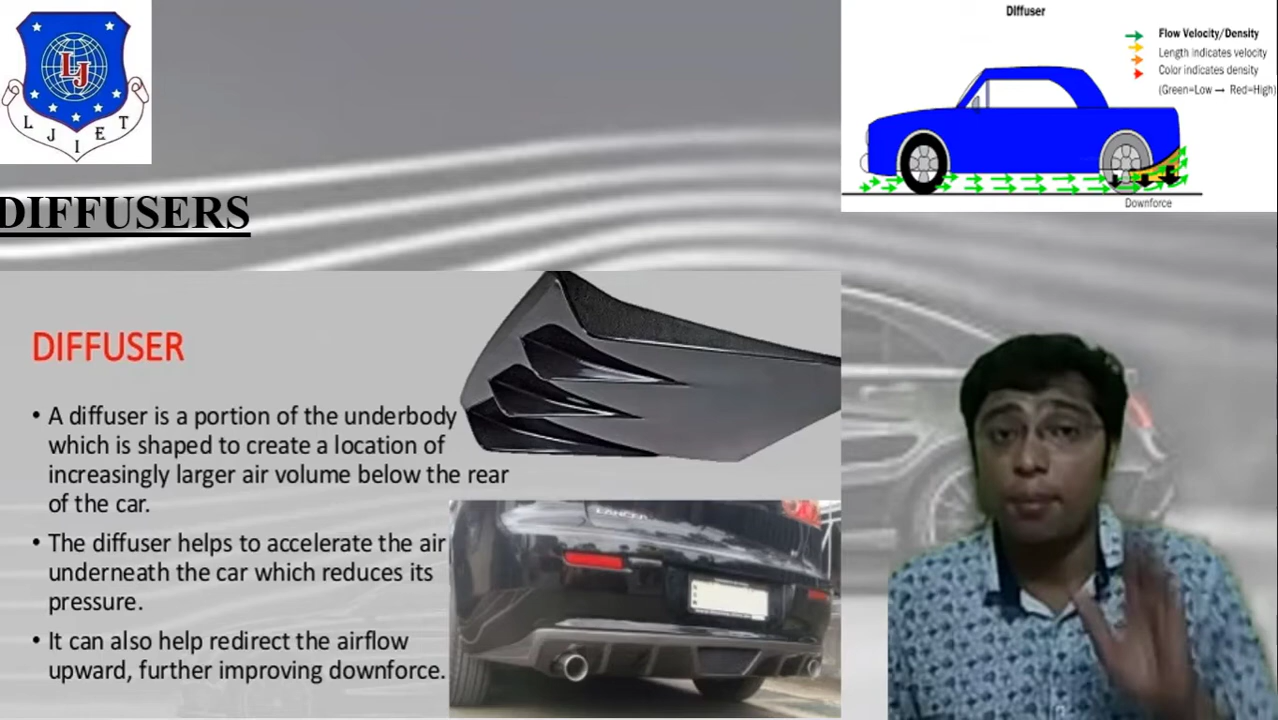 LJ
L J I E T
DIFFUSERS
Diffuser
Flow Velocity/Density
Length indicates velocity
Color indicates density
(Green=Low → Red=High)
Downforce
DIFFUSER
• A diffuser is a portion of the underbody
which is shaped to create a location of
increasingly larger air volume below the rear
of the car.
• The diffuser helps to accelerate the air
underneath the car which reduces its
pressure.
• It can also help redirect the airflow
upward, further improving downforce.
LANCER